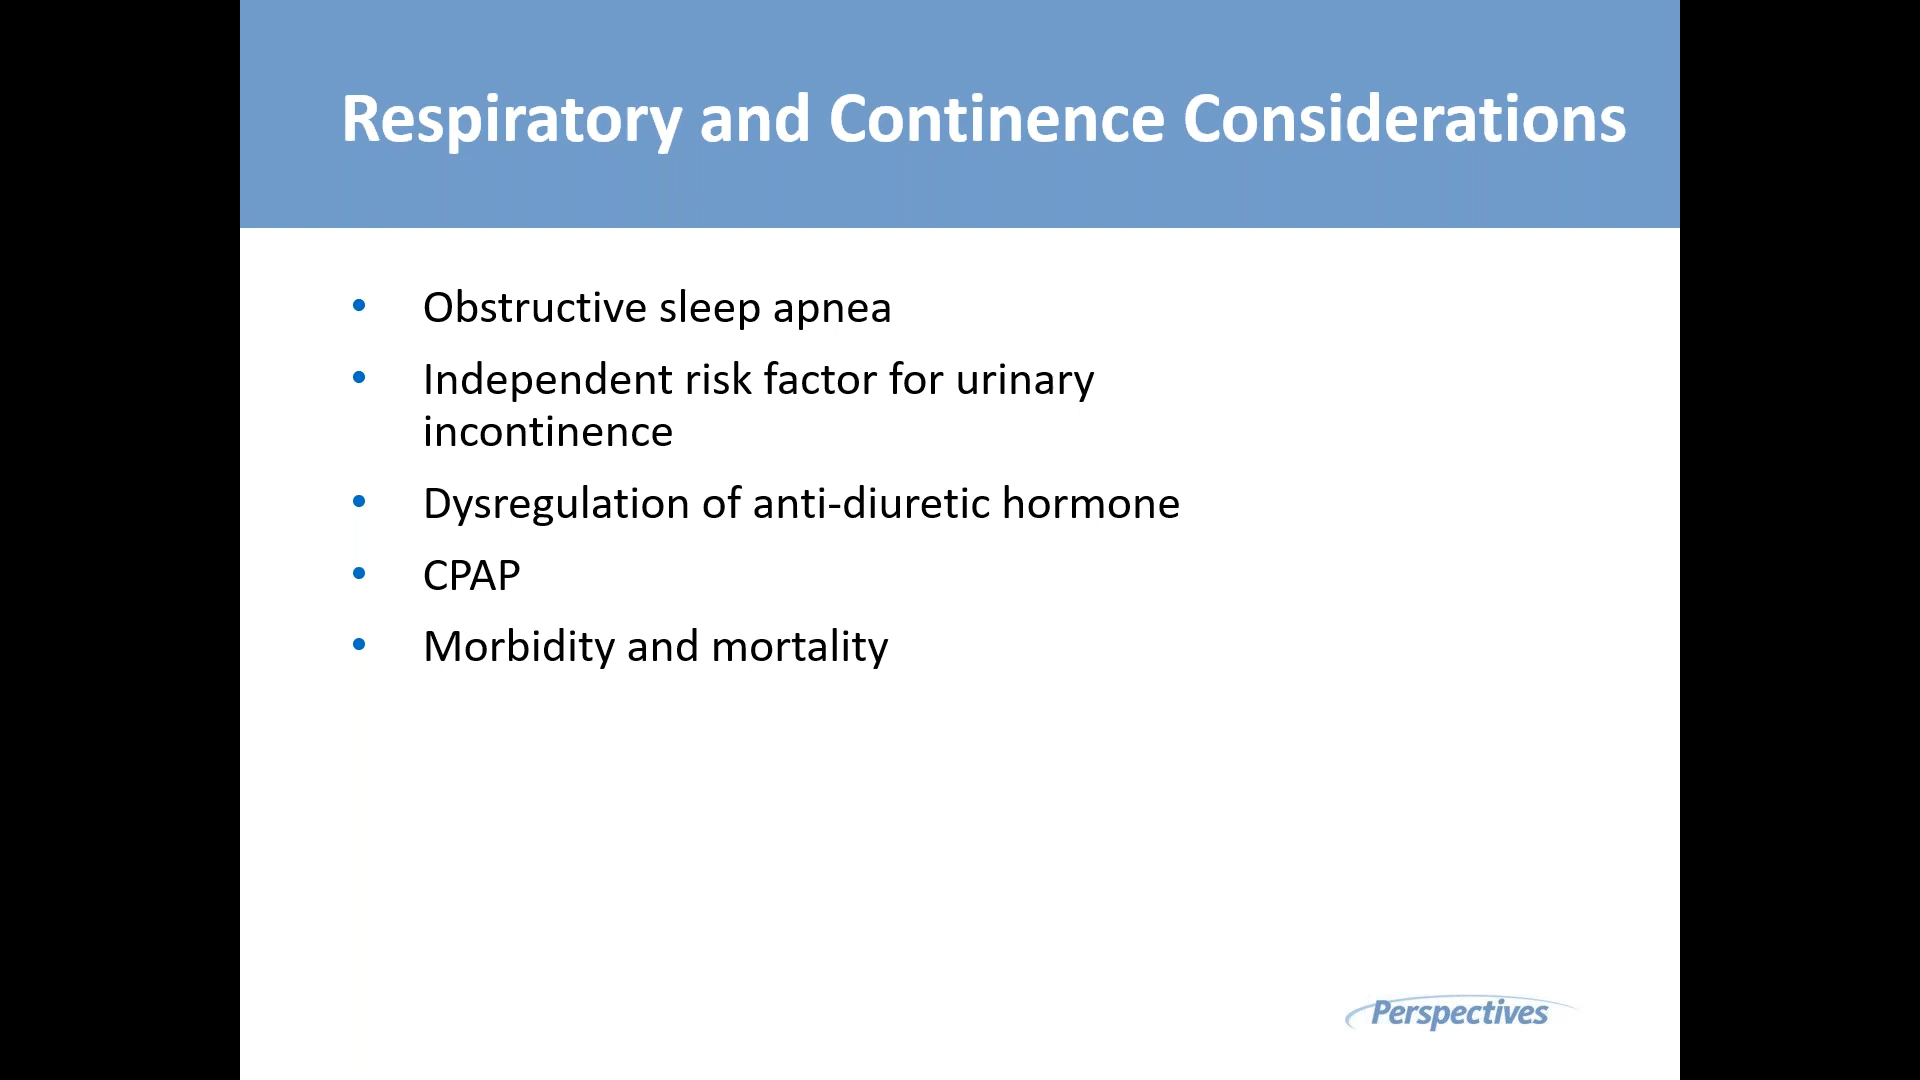 Respiratory and Continence Considerations
• Obstructive sleep apnea
• Independent risk factor for urinary
incontinence
• Dysregulation of anti-diuretic hormone
• CPAP
• Morbidity and mortality
Perspectives